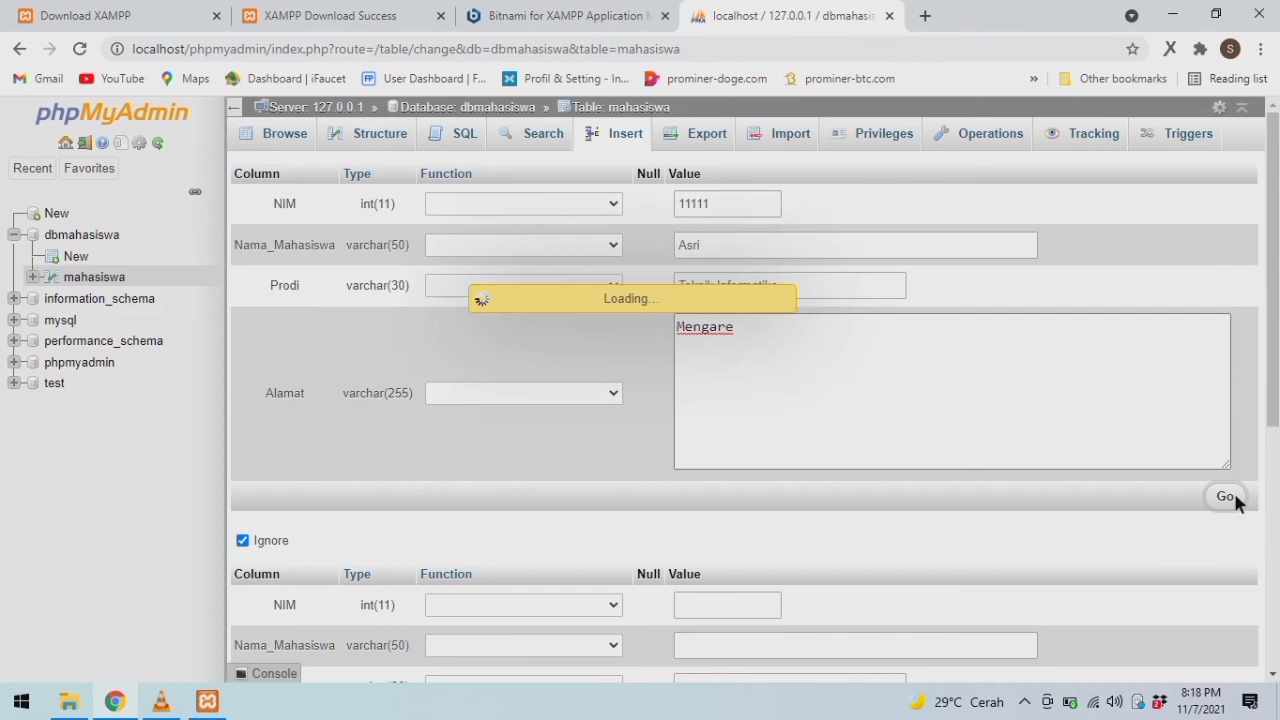 Download XAMPP
XAMPP Download Success
Bitnami for XAMPP Application M
localhost / 127.0.0.1 / dbmahasis
localhost/phpmyadmin/index.php?route=/table/change&db=dbmahasiswa&table=mahasiswa
Gmail
YouTube
Maps
Dashboard | iFaucet
User Dashboard | F...
Profil & Setting - In...
prominer-doge.com
prominer-btc.com
»
Other bookmarks
Reading list
phpMyAdmin
Recent
Favorites
New
dbmahasiswa
New
mahasiswa
information_schema
mysql
performance_schema
phpmyadmin
test
Server: 127.0.0.1 » Database: dbmahasiswa » Table: mahasiswa
Browse
Structure
SQL
Search
Insert
Export
Import
Privileges
Operations
Tracking
Triggers
Column Type Function Null Value
NIM int(11) 11111
Nama_Mahasiswa varchar(50) Asri
Prodi varchar(30) Teknik Informatika
Loading...
Mengare
Alamat varchar(255)
Go
Ignore
Column Type Function Null Value
NIM int(11)
Nama_Mahasiswa varchar(50)
Console
29°C Cerah
8:18 PM
11/7/2021